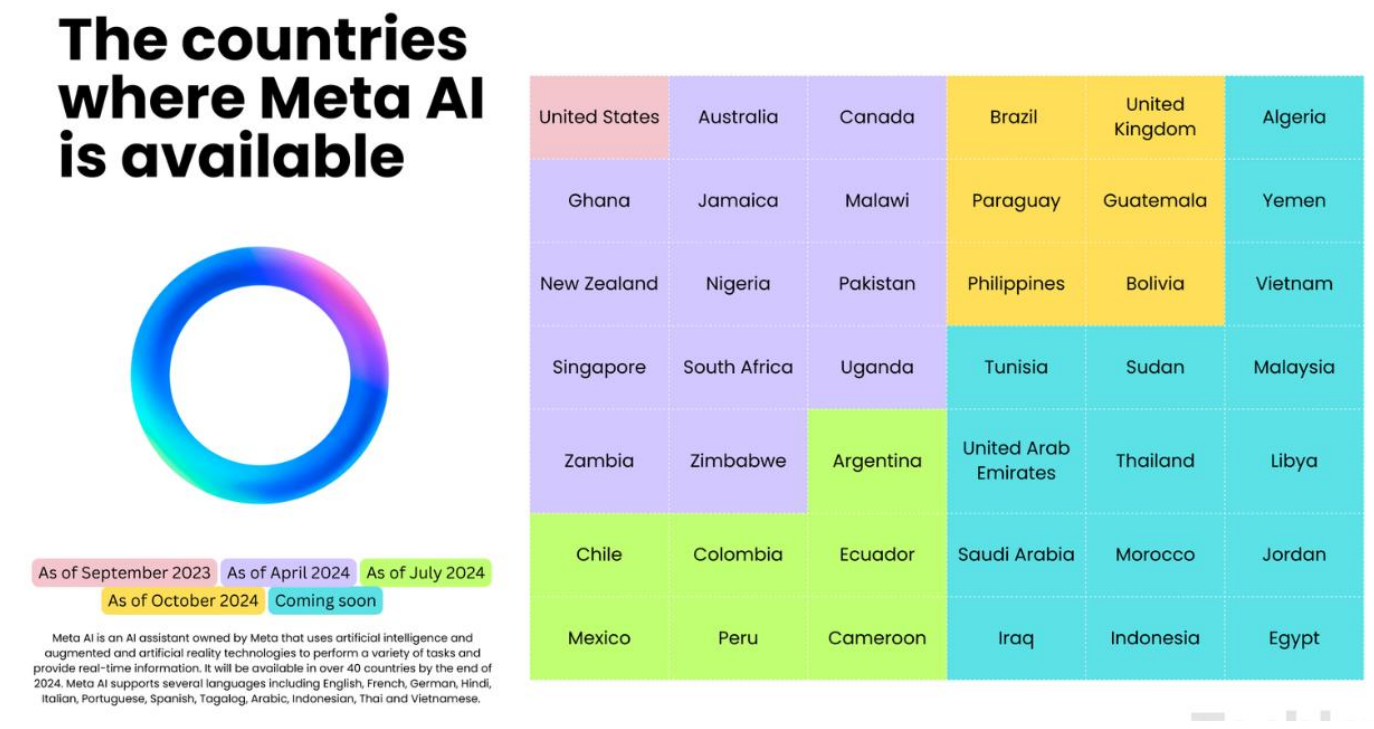 The countries
where Meta AI
is available
United States
Australia
Canada
Brazil
United
Kingdom
Algeria
Ghana
Jamaica
Malawi
Paraguay
Guatemala
Yemen
New Zealand
Nigeria
Pakistan
Philippines
Bolivia
Vietnam
Singapore
South Africa
Uganda
Tunisia
Sudan
Malaysia
Zambia
Zimbabwe
Argentina
United Arab
Emirates
Thailand
Libya
Chile
Colombia
Ecuador
Saudi Arabia
Morocco
Jordan
Mexico
Peru
Cameroon
Iraq
Indonesia
Egypt
As of September 2023
As of April 2024
As of July 2024
As of October 2024
Coming soon
Meta AI is an AI assistant owned by Meta that uses artificial intelligence and
augmented and artificial reality technologies to perform a variety of tasks and
provide real-time information. It will be available in over 40 countries by the end of
2024. Meta AI supports several languages including English, French, German, Hindi,
Italian, Portuguese, Spanish, Tagalog, Arabic, Indonesian, Thai and Vietnamese.